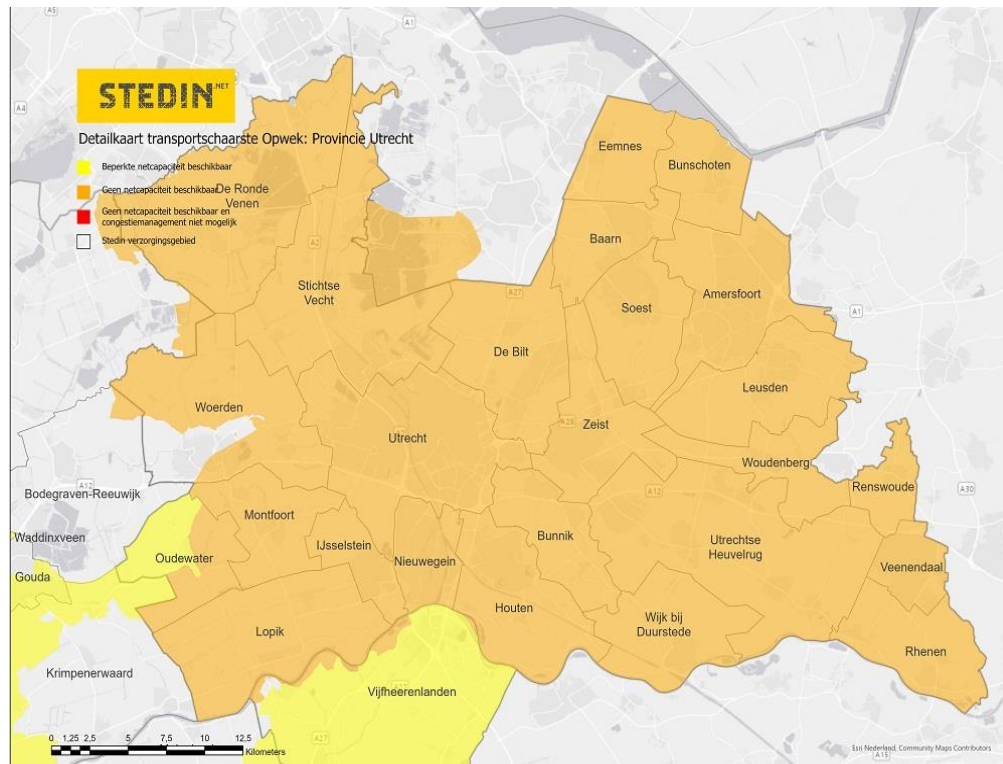 A5
A1
A4
STEDIN.NET
Detailkaart transportschaarste Opwek: Provincie Utrecht
Beperkte netcapaciteit beschikbaar
Geen netcapaciteit beschikbaar
Geen netcapaciteit beschikbaar en
congestiemanagement niet mogelijk
Stedin verzorgingsgebied
De Ronde
Venen
Eemnes
Bunschoten
A2
Baarn
Stichtse
Vecht
A27
Soest
Amersfoort
A1
De Bilt
Leusden
Woerden
Utrecht
A28
Zeist
Woudenberg
A12
Bodegraven-Reeuwijk
Renswoude
A30
A12
Montfoort
Waddinxveen
IJsselstein
Bunnik
Utrechtse
Heuvelrug
Oudewater
Nieuwegein
Veenendaal
Gouda
Houten
Wijk bij
Duurstede
Lopik
Rhenen
Krimpenerwaard
Vijfheerenlanden
0 1,25 2,5 5 7,5 10 12,5
Kilometers
A27
A15
Esri Nederland, Community Maps Contributors